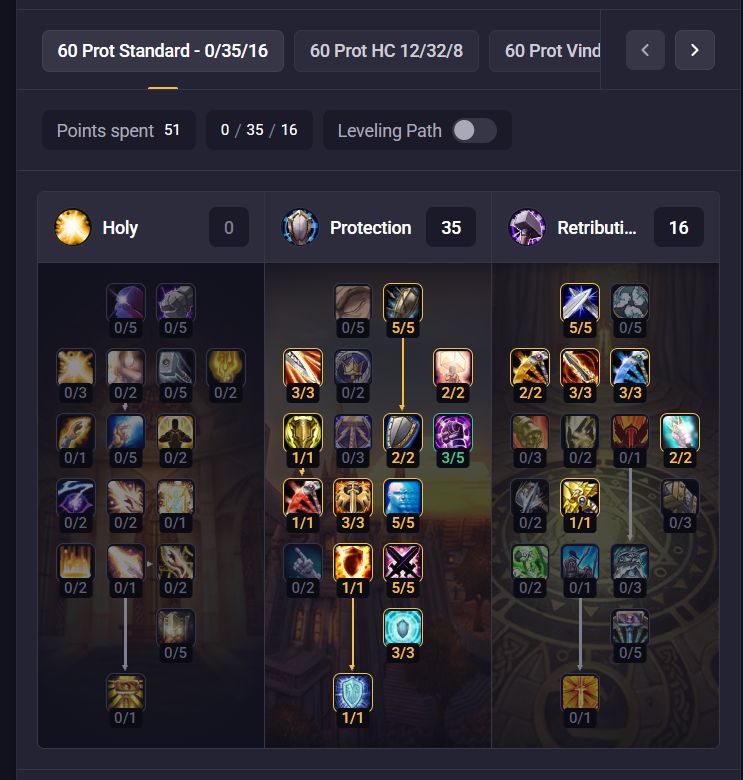 60 Prot Standard - 0/35/16 60 Prot HC 12/32/8 60 Prot Vind
Points spent 51 0 / 35 / 16 Leveling Path
Holy 0 Protection 35 Retributi... 16
0/5 0/5 0/5 5/5 5/5 0/5
0/3 0/2 0/5 0/2 3/3 0/2 2/2 2/2 3/3 3/3
0/1 0/5 0/2 1/1 0/3 2/2 3/5 0/3 0/2 0/1 2/2
0/2 0/2 0/1 1/1 3/3 5/5 0/2 1/1 0/3
0/2 0/1 0/2 0/2 1/1 5/5 0/2 0/1 0/3
0/5 3/3 0/5
0/1 1/1 0/1